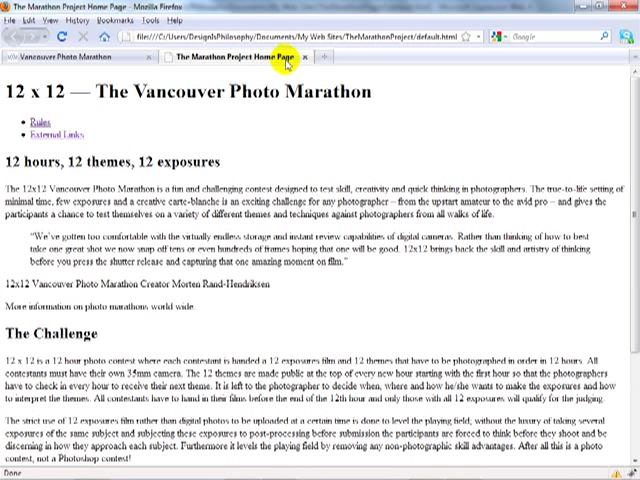 The Marathon Project Home Page - Mozilla Firefox
File Edit View History Bookmarks Tools Help
file:///C:/Users/DesignIsPhilosophy/Documents/My Web Sites/TheMarathonProject/default.html
Google
Vancouver Photo Marathon
The Marathon Project Home Page
12 x 12 — The Vancouver Photo Marathon
Rules
External Links
12 hours, 12 themes, 12 exposures
The 12x12 Vancouver Photo Marathon is a fun and challenging contest designed to test skill, creativity and quick thinking in photographers. The true-to-life setting of
minimal time, few exposures and a creative carte-blanche is an exciting challenge for any photographer – from the upstart amateur to the avid pro – and gives the
participants a chance to test themselves on a variety of different themes and techniques against photographers from all walks of life.
"We've gotten too comfortable with the virtually endless storage and instant review capabilities of digital cameras. Rather than thinking of how to best
take one great shot we now snap off tens or even hundreds of frames hoping that one will be good. 12x12 brings back the skill and artistry of thinking
before you press the shutter release and capturing that one amazing moment on film."
12x12 Vancouver Photo Marathon Creator Morten Rand-Hendriksen
More information on photo marathons world wide.
The Challenge
12 x 12 is a 12 hour photo contest where each contestant is handed a 12 exposures film and 12 themes that have to be photographed in order in 12 hours. All
contestants must have their own 35mm camera. The 12 themes are made public at the top of every new hour starting with the first hour so that the photographers
have to check in every hour to receive their next theme. It is left to the photographer to decide when, where and how he/she wants to make the exposures and how
to interpret the themes. All contestants have to hand in their films before the end of the 12th hour and only those with all 12 exposures will qualify for the judging.
The strict use of 12 exposures film rather than digital photos to be uploaded at a certain time is done to level the playing field; without the luxury of taking several
exposures of the same subject and subjecting these exposures to post-processing before submission the participants are forced to think before they shoot and be
discerning in how they approach each subject. Furthermore it levels the playing field by removing any non-photographic skill advantages. After all this is a photo
contest, not a Photoshop contest!
Done